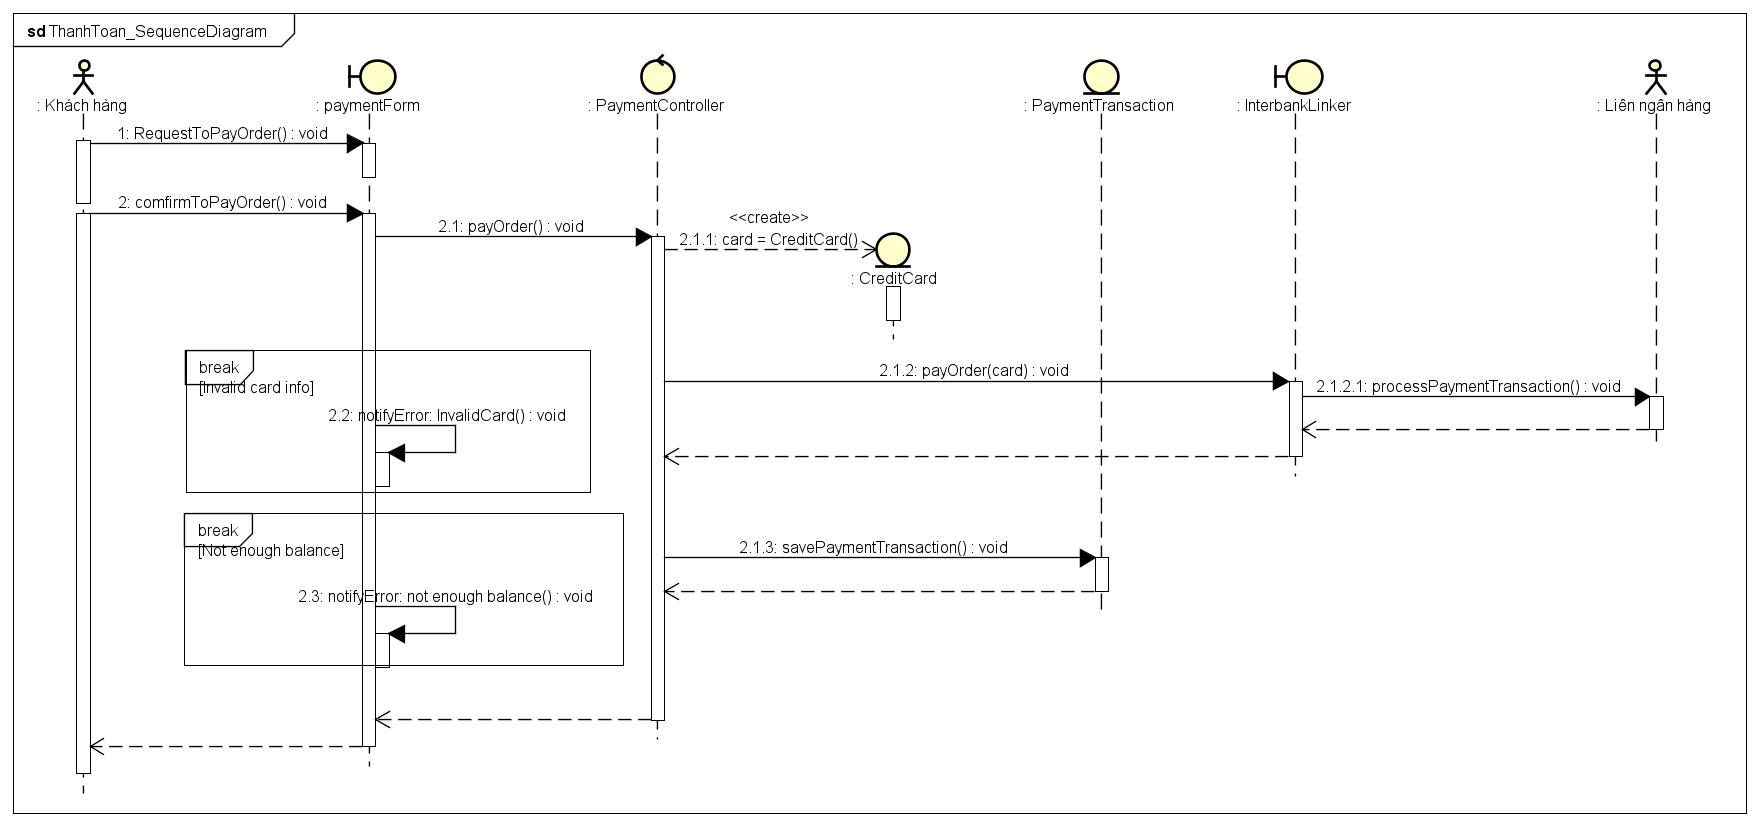 sd ThanhToan_SequenceDiagram
: Khách hàng
: paymentForm
: PaymentController
: PaymentTransaction
: InterbankLinker
: Liên ngân hàng
1: RequestToPayOrder() : void
2: comfirmToPayOrder() : void
2.1: payOrder() : void
<<create>>
2.1.1: card = CreditCard()
: CreditCard
break
[Invalid card info]
2.1.2: payOrder(card) : void
2.1.2.1: processPaymentTransaction() : void
2.2: notifyError: InvalidCard() : void
break
[Not enough balance]
2.1.3: savePaymentTransaction() : void
2.3: notifyError: not enough balance() : void